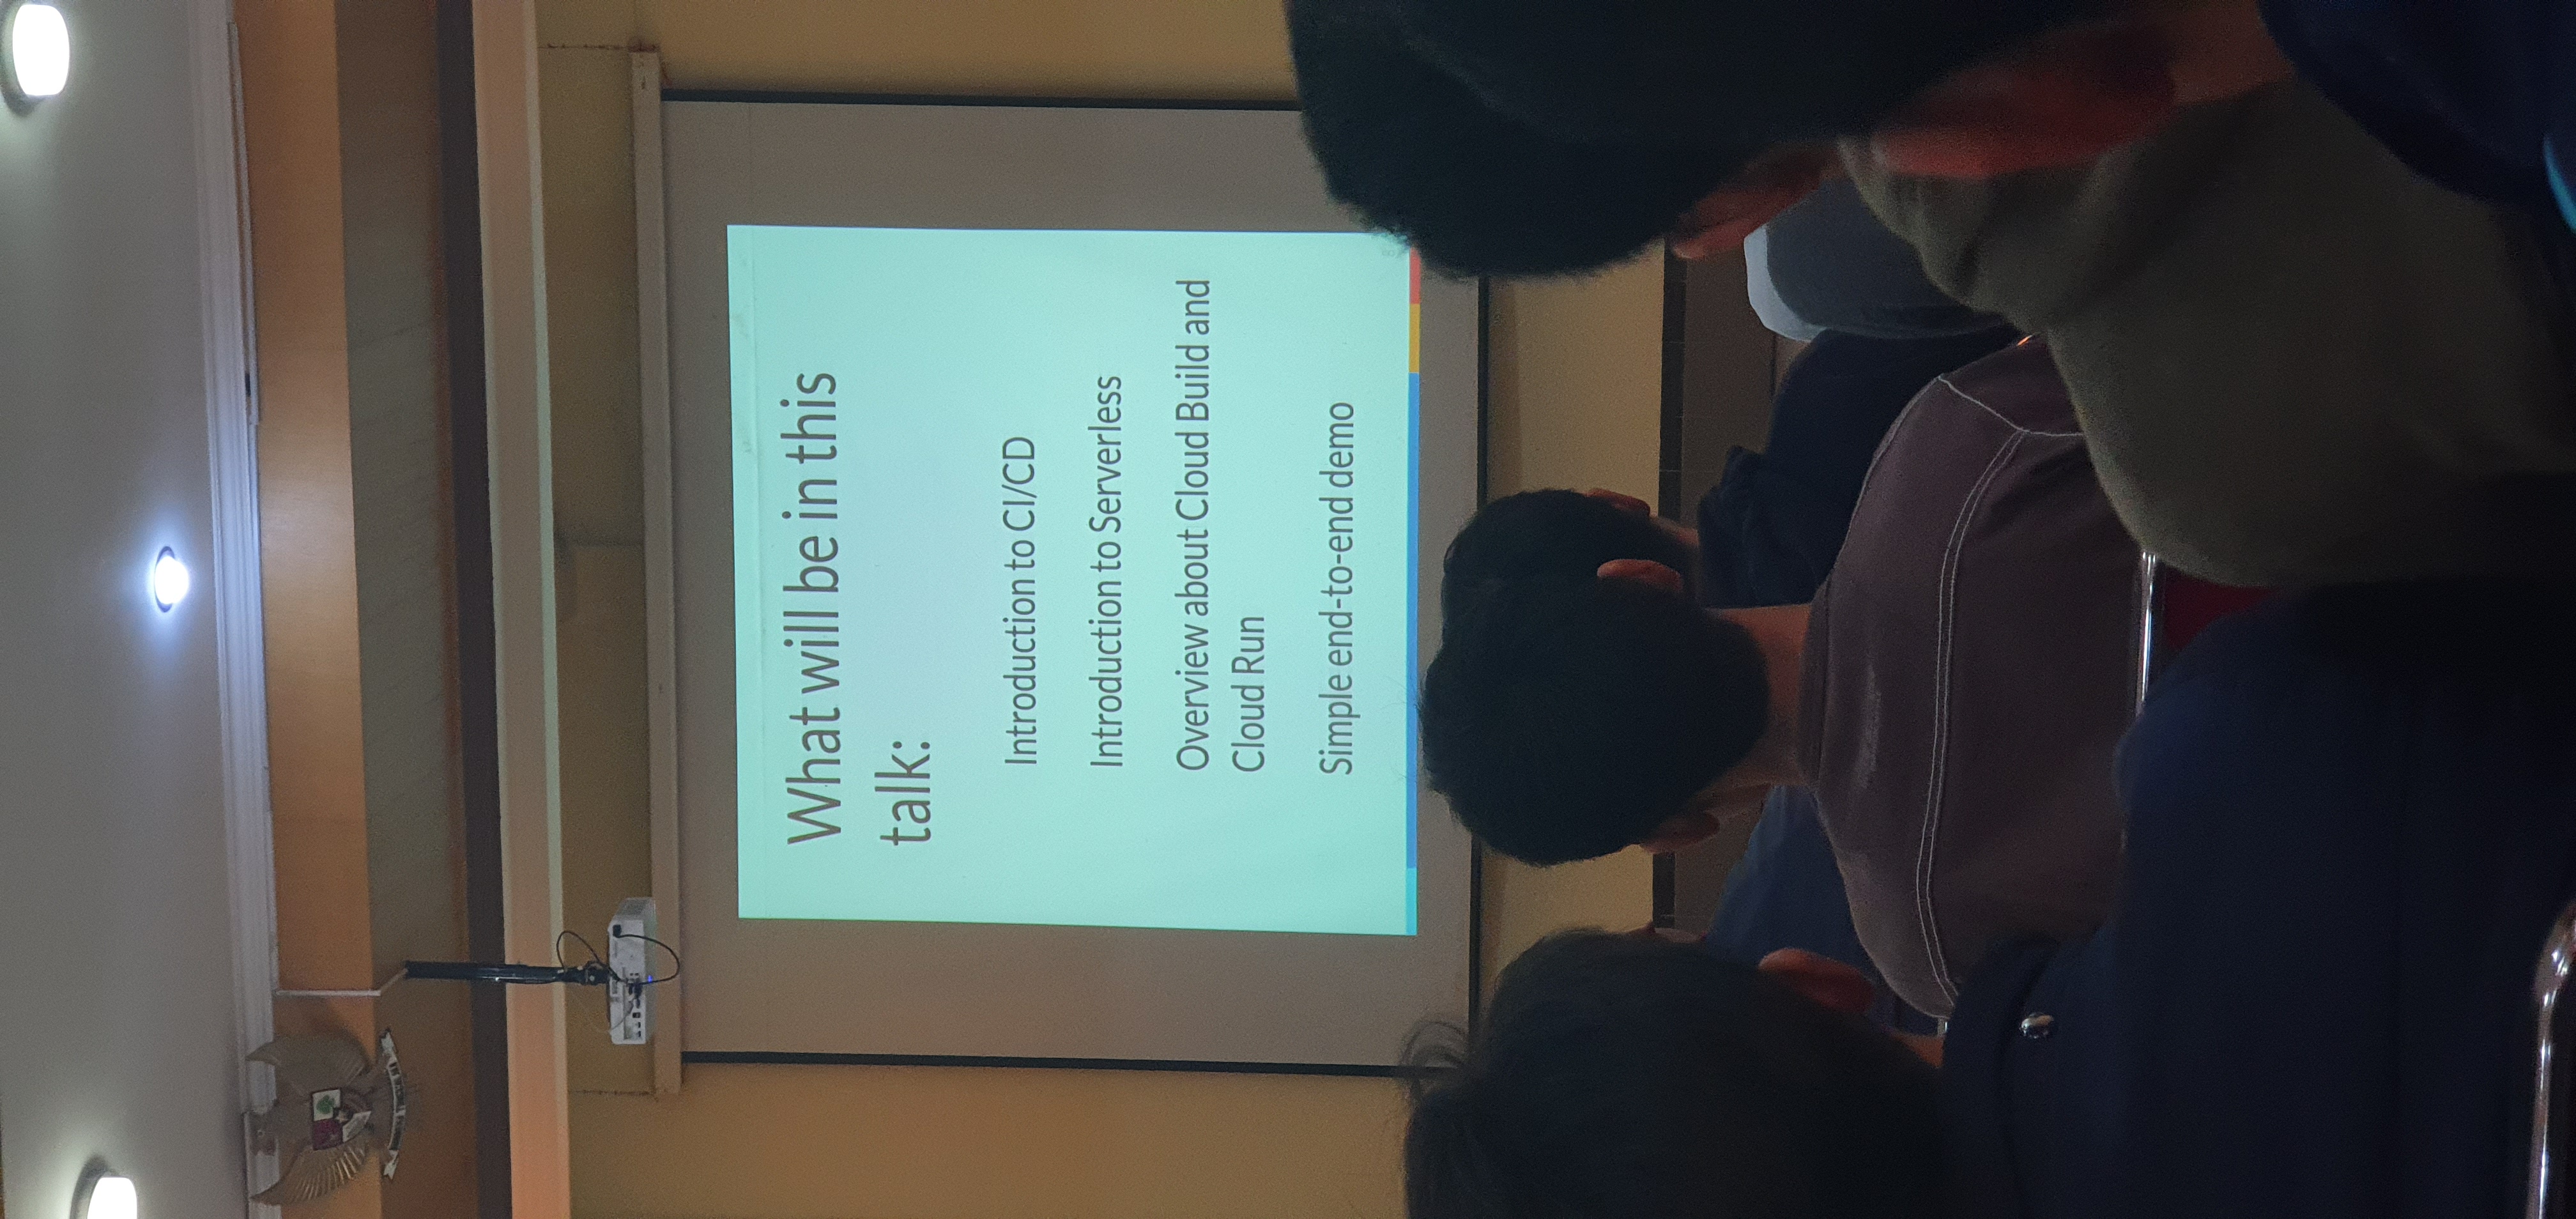 What will be in this
talk:
Introduction to CI/CD
Introduction to Serverless
Overview about Cloud Build and
Cloud Run
Simple end-to-end demo